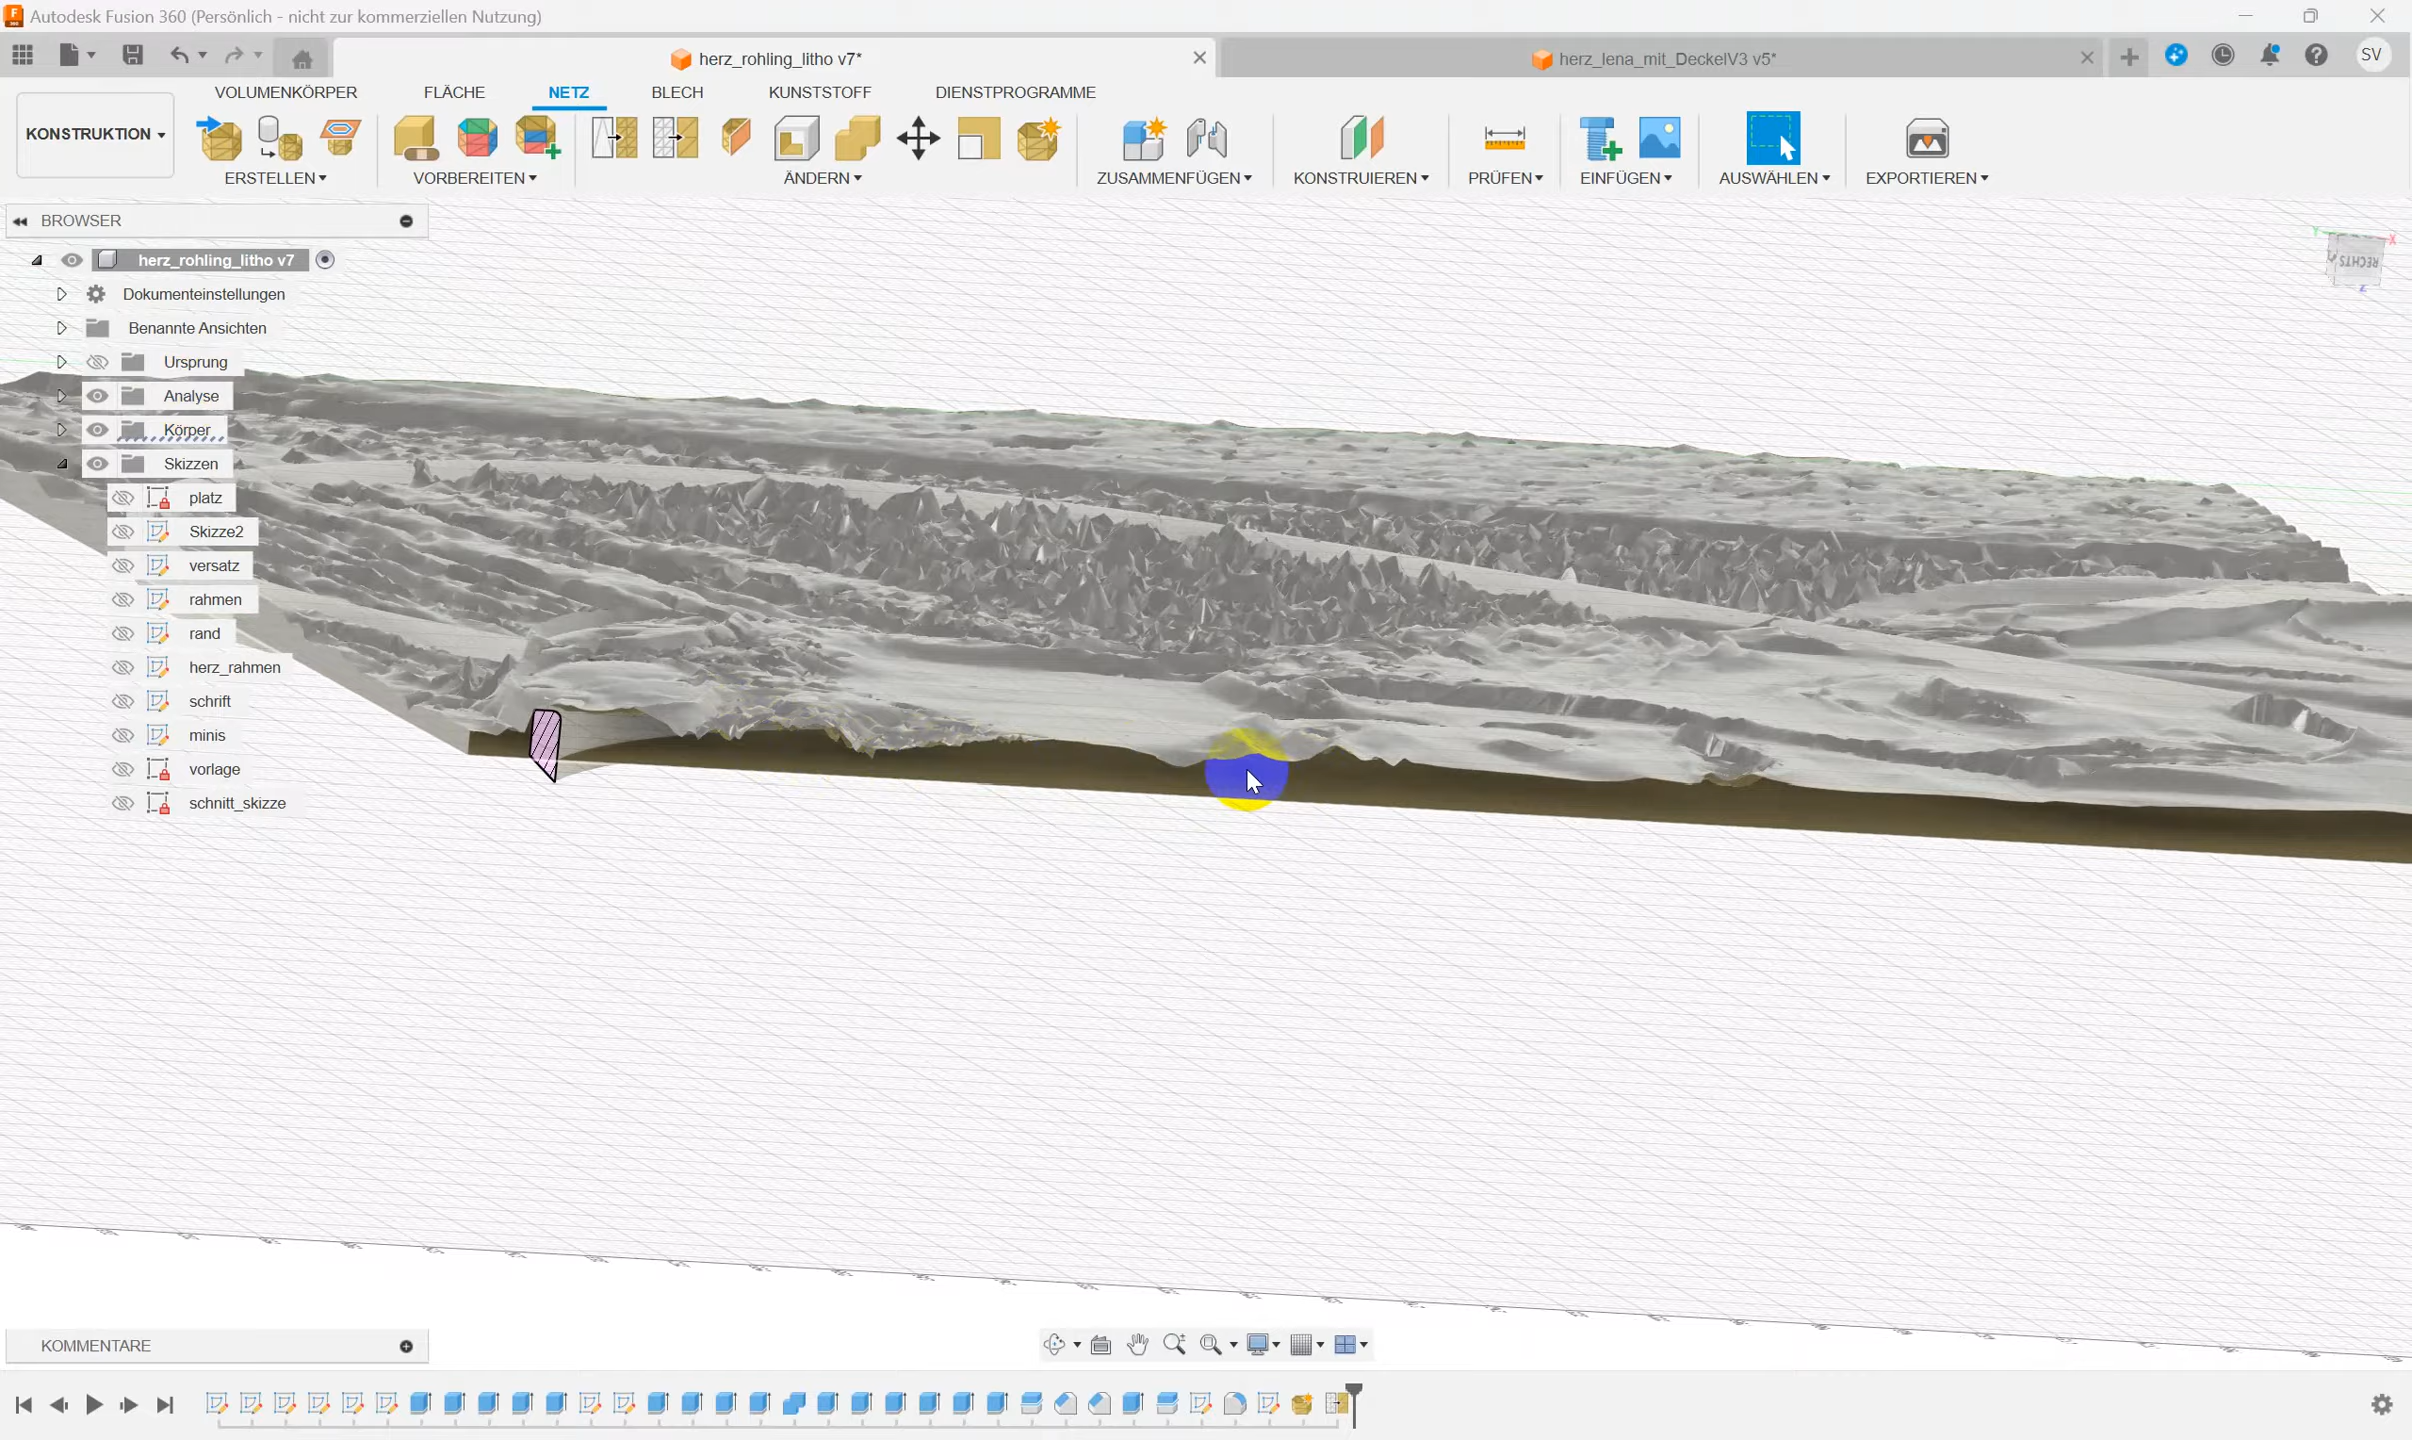 Autodesk Fusion 360 (Persönlich - nicht zur kommerziellen Nutzung)
herz_rohling_litho v7*
herz_lena_mit_DeckelV3 v5*
SV
VOLUMENKÖRPER FLÄCHE NETZ BLECH KUNSTSTOFF DIENSTPROGRAMME
KONSTRUKTION
ERSTELLEN VORBEREITEN ÄNDERN ZUSAMMENFÜGEN KONSTRUIEREN PRÜFEN EINFÜGEN AUSWÄHLEN EXPORTIEREN
BROWSER
herz_rohling_litho v7
Dokumenteinstellungen
Benannte Ansichten
Ursprung
Analyse
Körper
Skizzen
platz
Skizze2
versatz
rahmen
rand
herz_rahmen
schrift
minis
vorlage
schnitt_skizze
Y
X
RECHTS
Z
KOMMENTARE